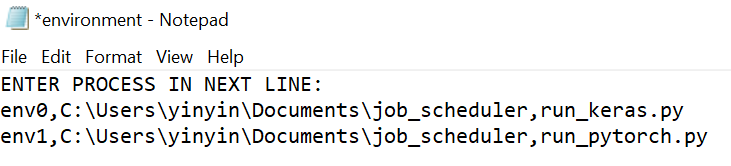 *environment - Notepad
File Edit Format View Help
ENTER PROCESS IN NEXT LINE:
env0,C:\Users\yinyin\Documents\job_scheduler,run_keras.py
env1,C:\Users\yinyin\Documents\job_scheduler,run_pytorch.py